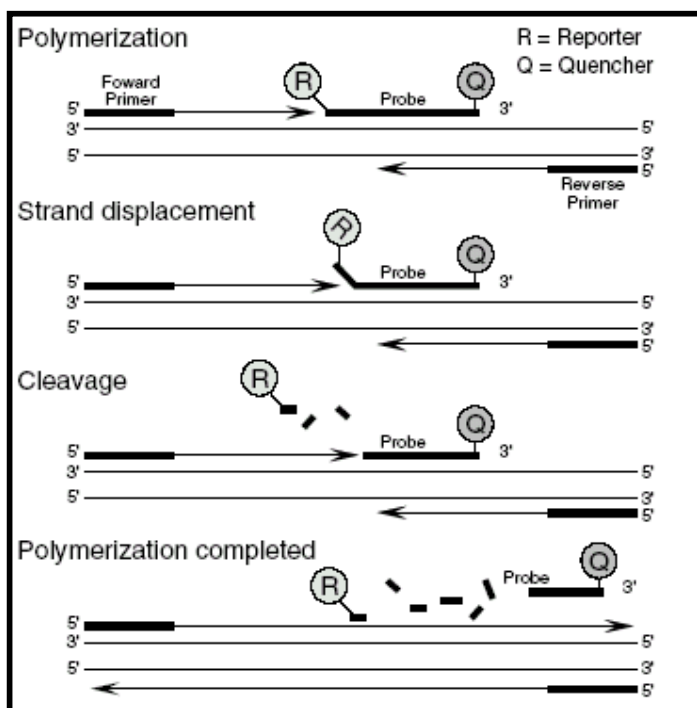 Polymerization
R = Reporter
Q = Quencher
Foward
Primer
R
Probe
Q
5'
3'
3'
5'
5'
3'
5'
Reverse
Primer
Strand displacement
R
Probe
Q
5'
3'
3'
5'
5'
3'
5'
Cleavage
R
Probe
Q
5'
3'
3'
5'
5'
3'
5'
Polymerization completed
R
Probe
Q
3'
5'
3'
5'
5'
3'
5'